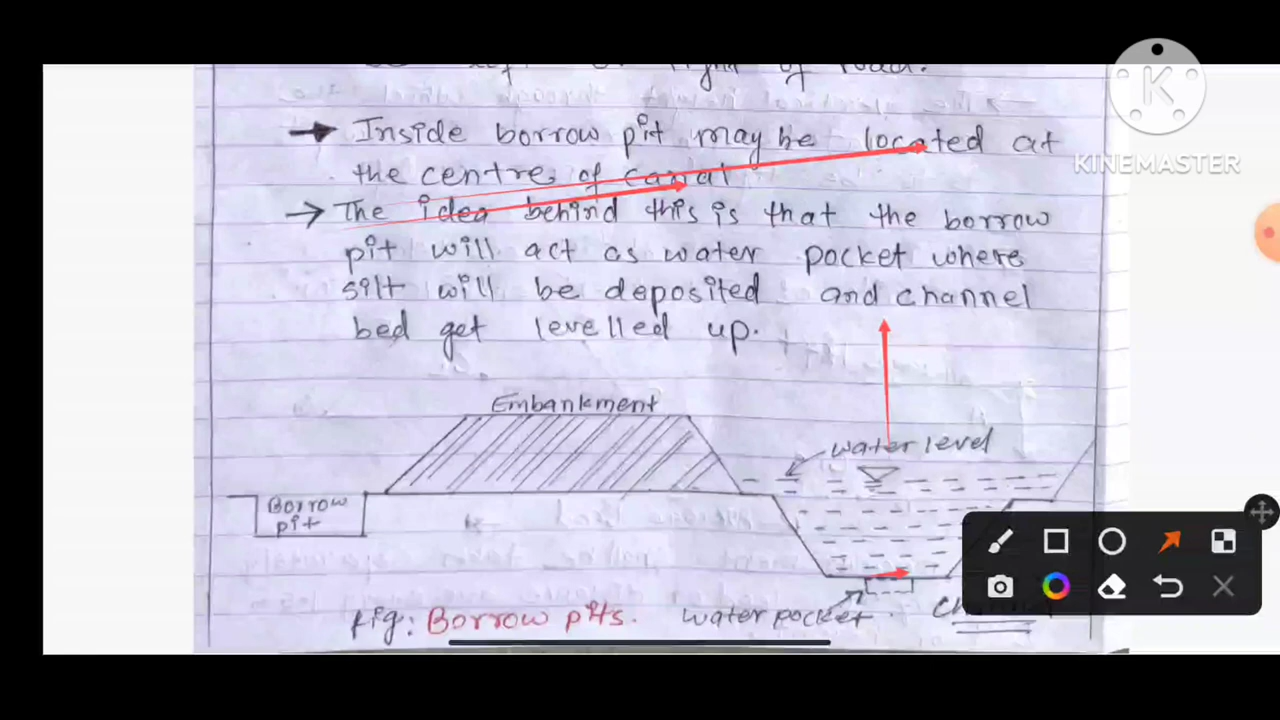 of road.
→ Inside borrow pit may be located at
the centre of canal
→ The idea behind this is that the borrow
pit will act as water pocket where
silt will be deposited and channel
bed get levelled up.
Embankment
water level
Borrow
pit
water pocket
fig: Borrow pits.
K
KINEMASTER